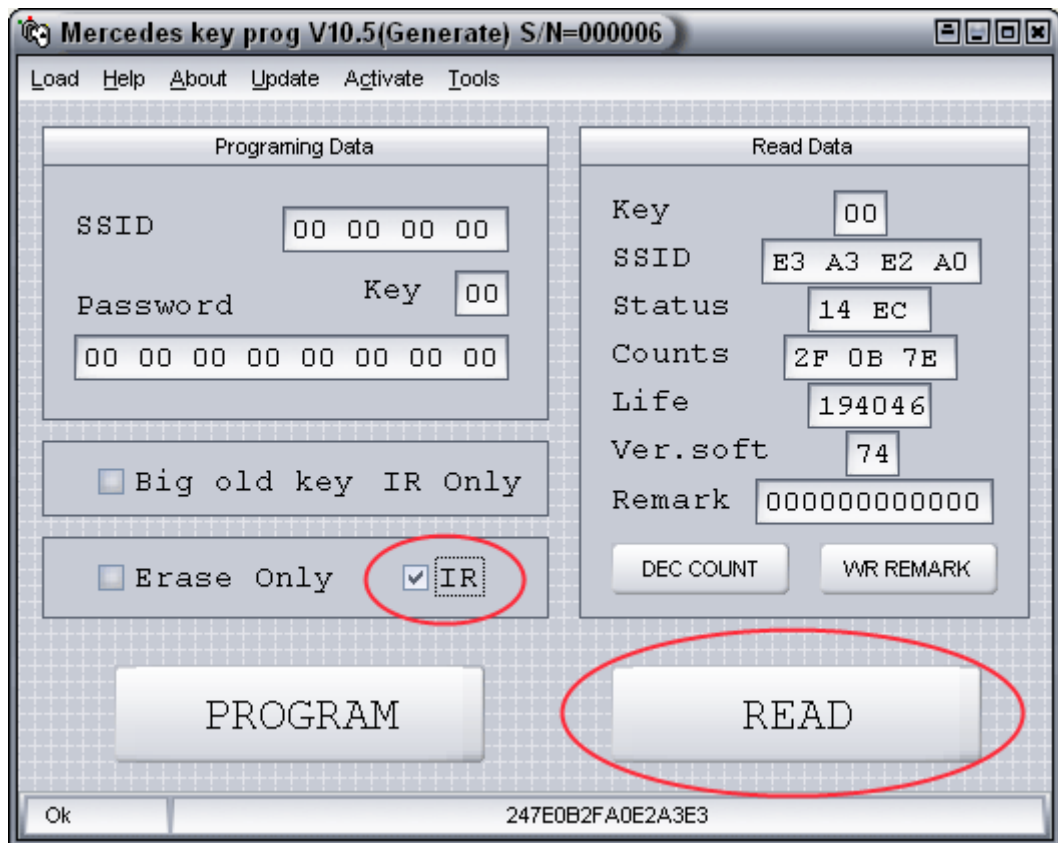 Mercedes key prog V10.5(Generate) S/N=000006
Load Help About Update Activate Tools
Programing Data
SSID 00 00 00 00
Key 00
Password
00 00 00 00 00 00 00 00
Big old key IR Only
Erase Only IR
PROGRAM
Read Data
Key 00
SSID E3 A3 E2 A0
Status 14 EC
Counts 2F 0B 7E
Life 194046
Ver.soft 74
Remark 000000000000
DEC COUNT WR REMARK
READ
Ok 247E0B2FA0E2A3E3